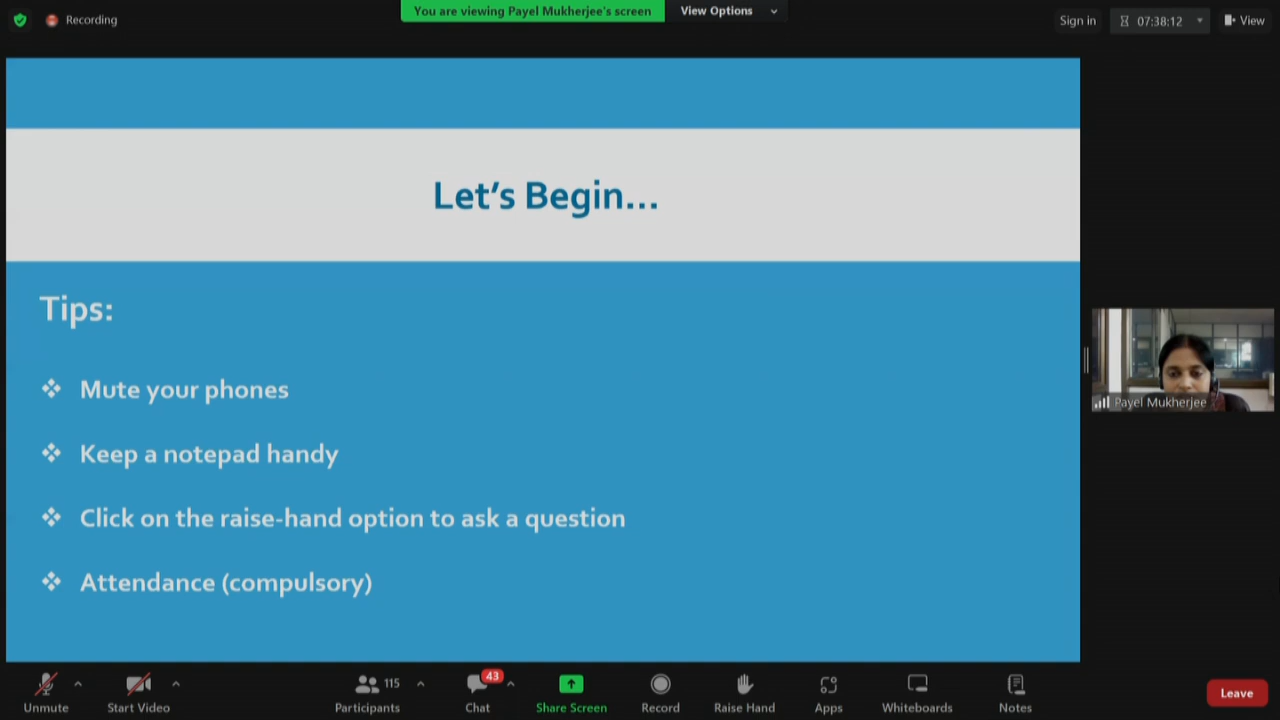 Recording
You are viewing Payel Mukherjee's screen
View Options
Sign in
07:38:12
View
Let's Begin...
Tips:
❖ Mute your phones
❖ Keep a notepad handy
❖ Click on the raise-hand option to ask a question
❖ Attendance (compulsory)
Payel Mukherjee
115
43
Unmute
Start Video
Participants
Chat
Share Screen
Record
Raise Hand
Apps
Whiteboards
Notes
Leave